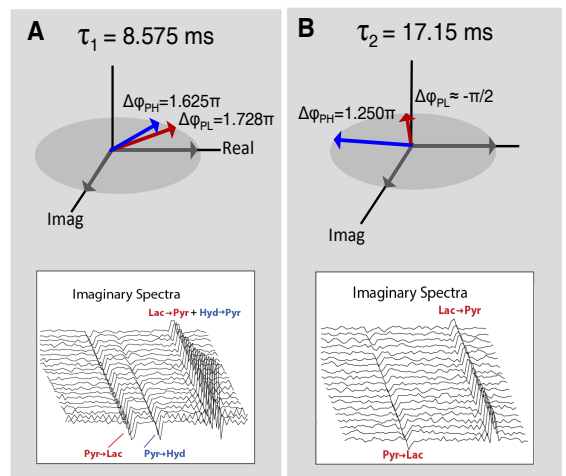 A
τ1 = 8.575 ms
ΔφPH=1.625π
ΔφPL=1.728π
Real
Imag
Imaginary Spectra
Lac→Pyr + Hyd→Pyr
Pyr→Lac
Pyr→Hyd
B
τ2 = 17.15 ms
ΔφPL≈ -π/2
ΔφPH=1.250π
Imag
Imaginary Spectra
Lac→Pyr
Pyr→Lac